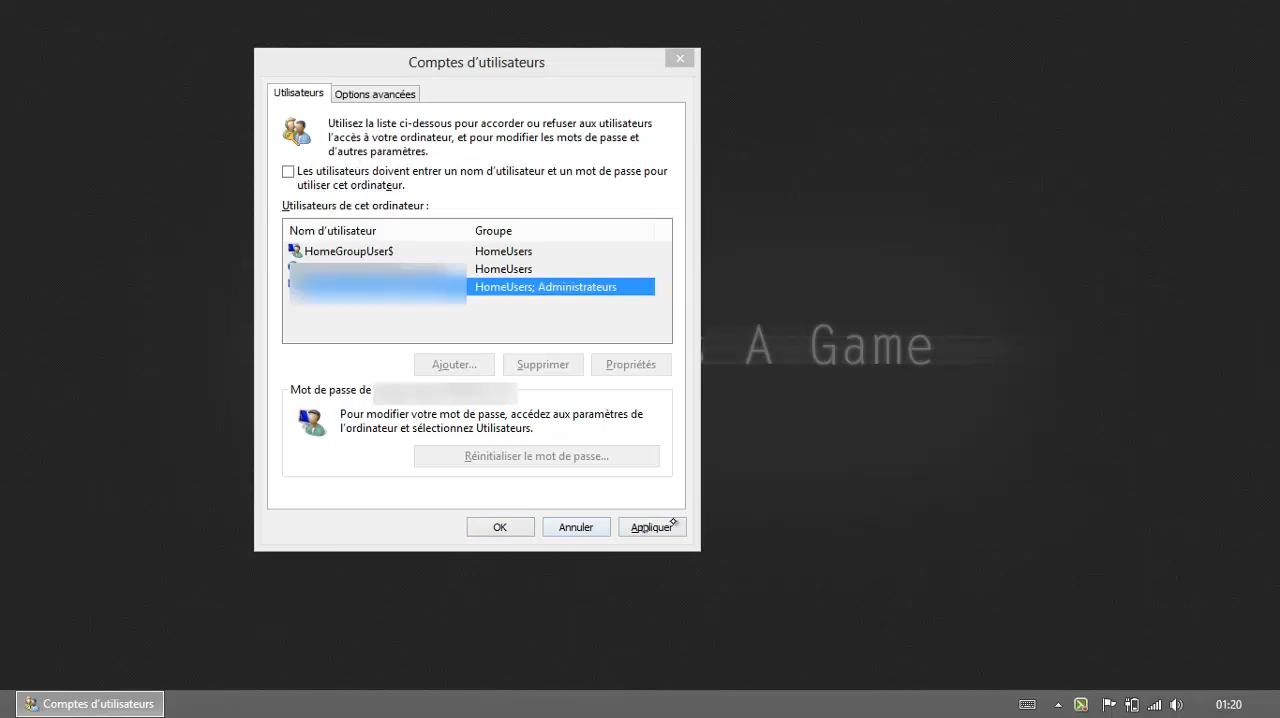 Comptes d'utilisateurs
Utilisateurs
Options avancées
Utilisez la liste ci-dessous pour accorder ou refuser aux utilisateurs
l'accès à votre ordinateur, et pour modifier les mots de passe et
d'autres paramètres.
Les utilisateurs doivent entrer un nom d'utilisateur et un mot de passe pour
utiliser cet ordinateur.
Utilisateurs de cet ordinateur :
Nom d'utilisateur Groupe
HomeGroupUser$ HomeUsers
HomeUsers
HomeUsers; Administrateurs
A Game
Ajouter... Supprimer Propriétés
Mot de passe de
Pour modifier votre mot de passe, accédez aux paramètres de
l'ordinateur et sélectionnez Utilisateurs.
Réinitialiser le mot de passe...
OK Annuler Appliquer
Comptes d'utilisateurs
01:20